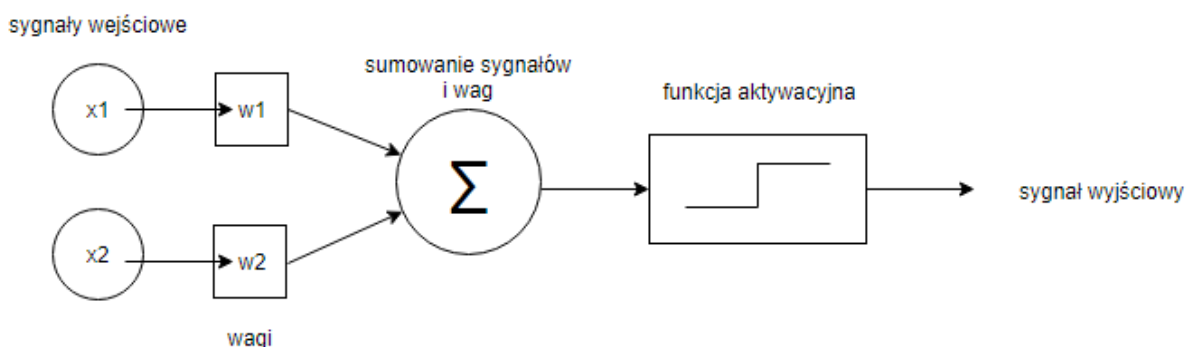 sygnały wejściowe
sumowanie sygnałów
i wag
funkcja aktywacyjna
x1
w1
Σ
sygnał wyjściowy
x2
w2
wagi